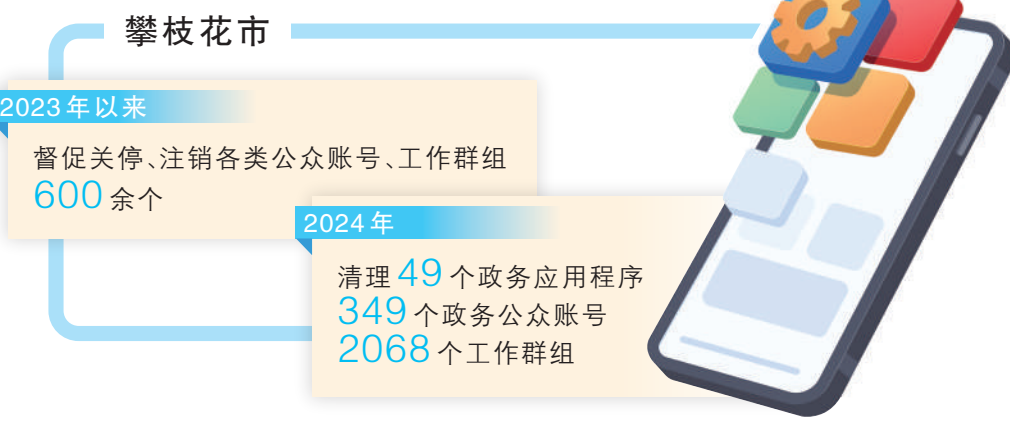 攀枝花市
2023年以来
督促关停、注销各类公众账号、工作群组
600余个
2024年
清理49个政务应用程序
349个政务公众账号
2068个工作群组